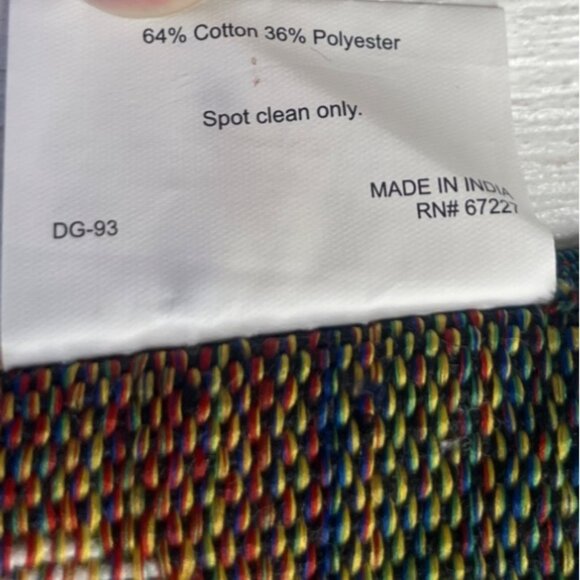 64% Cotton 36% Polyester
Spot clean only.
MADE IN INDIA
RN# 67227
DG-93